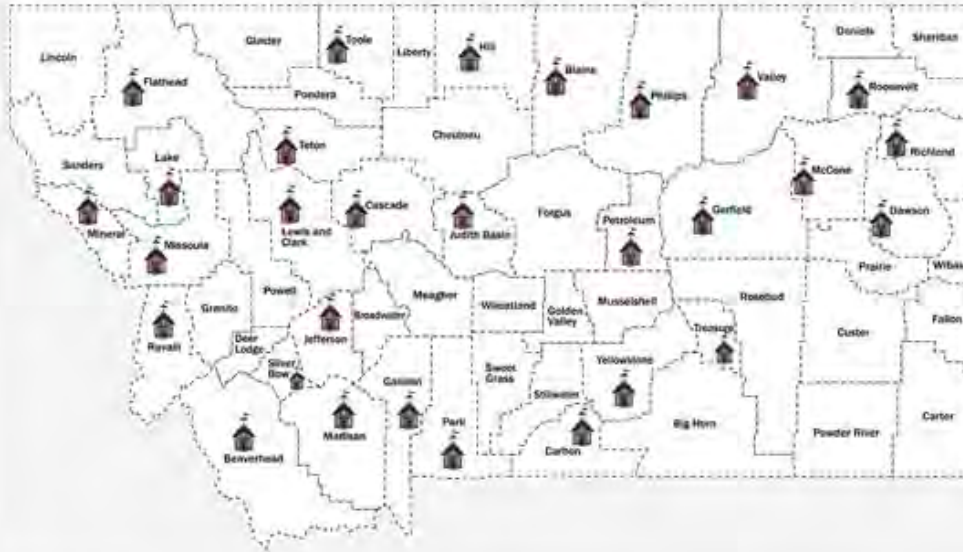 Lincoln
Flathead
Glacier
Toole
Liberty
Hill
Blaine
Phillips
Valley
Daniels
Sheridan
Roosevelt
Pondera
Chouteau
Teton
Sanders
Lake
Richland
McCone
Mineral
Missoula
Lewis and
Clark
Cascade
Judith Basin
Fergus
Petroleum
Garfield
Dawson
Prairie
Wibau
Powell
Granite
Ravalli
Deer
Lodge
Silver
Bow
Jefferson
Broadwater
Meagher
Wheatland
Golden
Valley
Musselshell
Rosebud
Treasure
Custer
Fallon
Gallatin
Park
Sweet
Grass
Stillwater
Yellowstone
Carbon
Big Horn
Powder River
Carter
Beaverhead
Madison